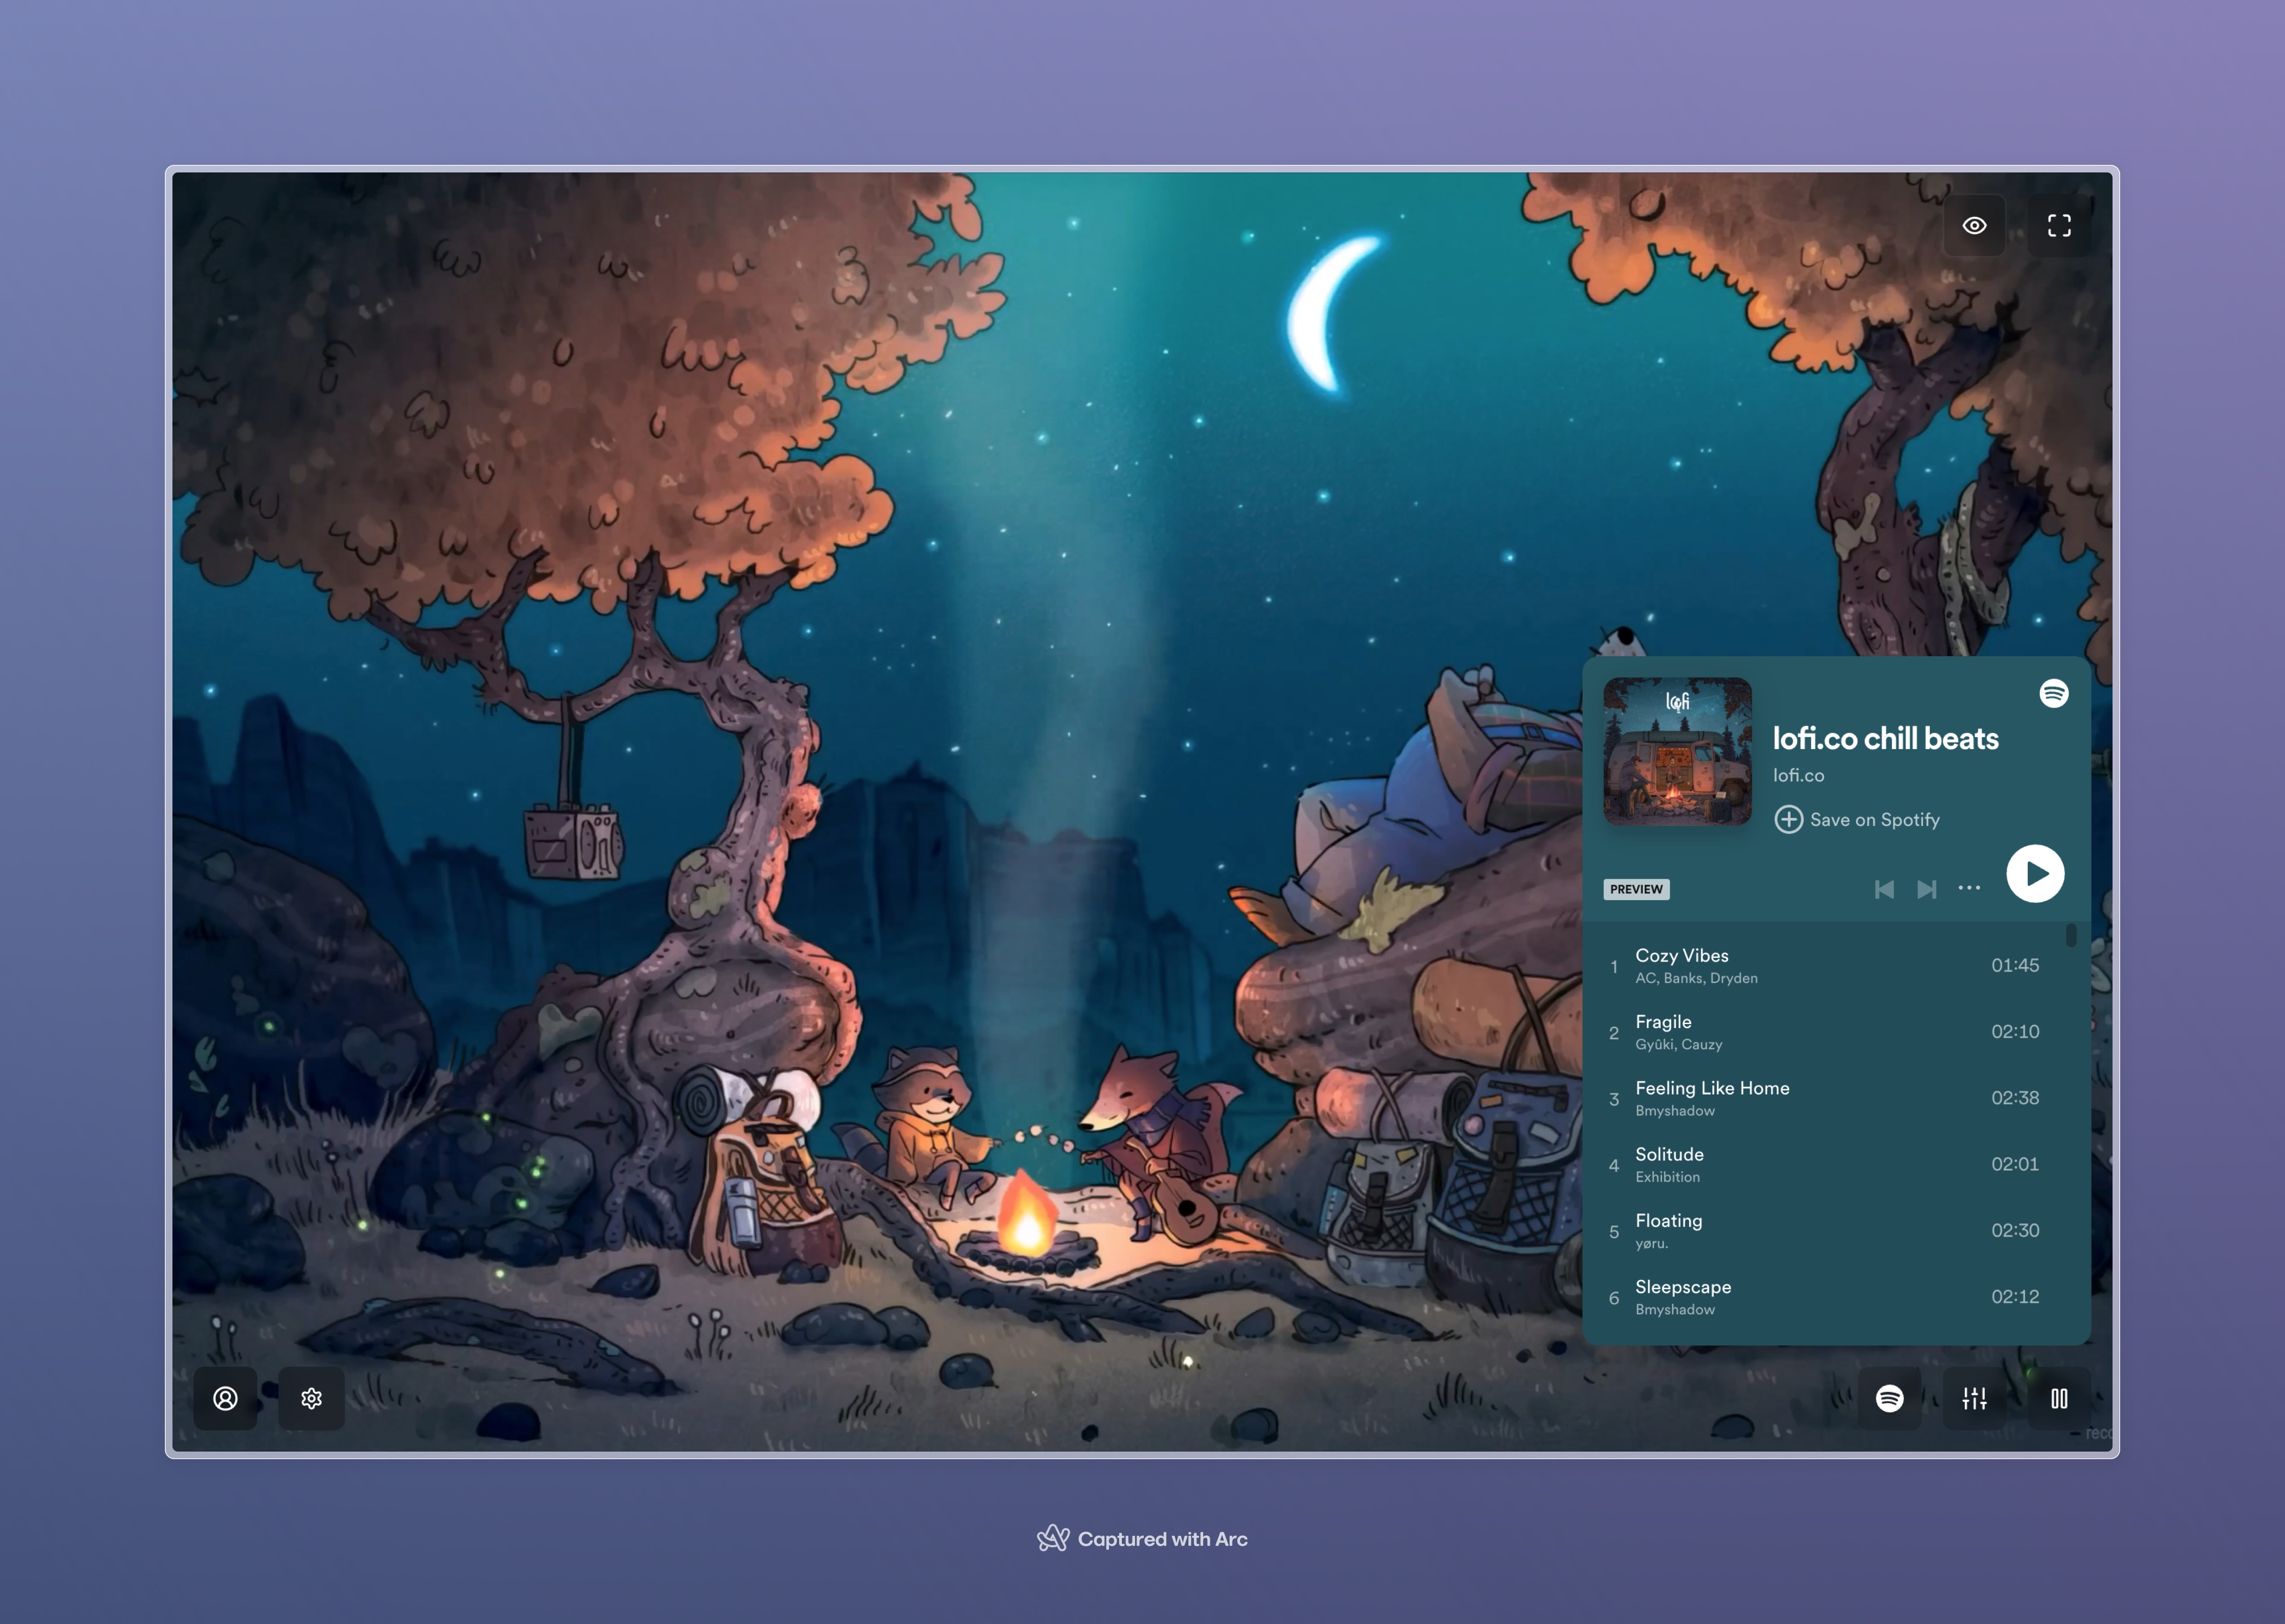 lofi
lofi.co chill beats
lofi.co
Save on Spotify
PREVIEW
1
Cozy Vibes
01:45
AC, Banks, Dryden
2
Fragile
02:10
Gyūki, Cauzy
3
Feeling Like Home
02:38
Bmyshadow
4
Solitude
02:01
Exhibition
5
Floating
02:30
yøru.
6
Sleepscape
02:12
Bmyshadow
Captured with Arc